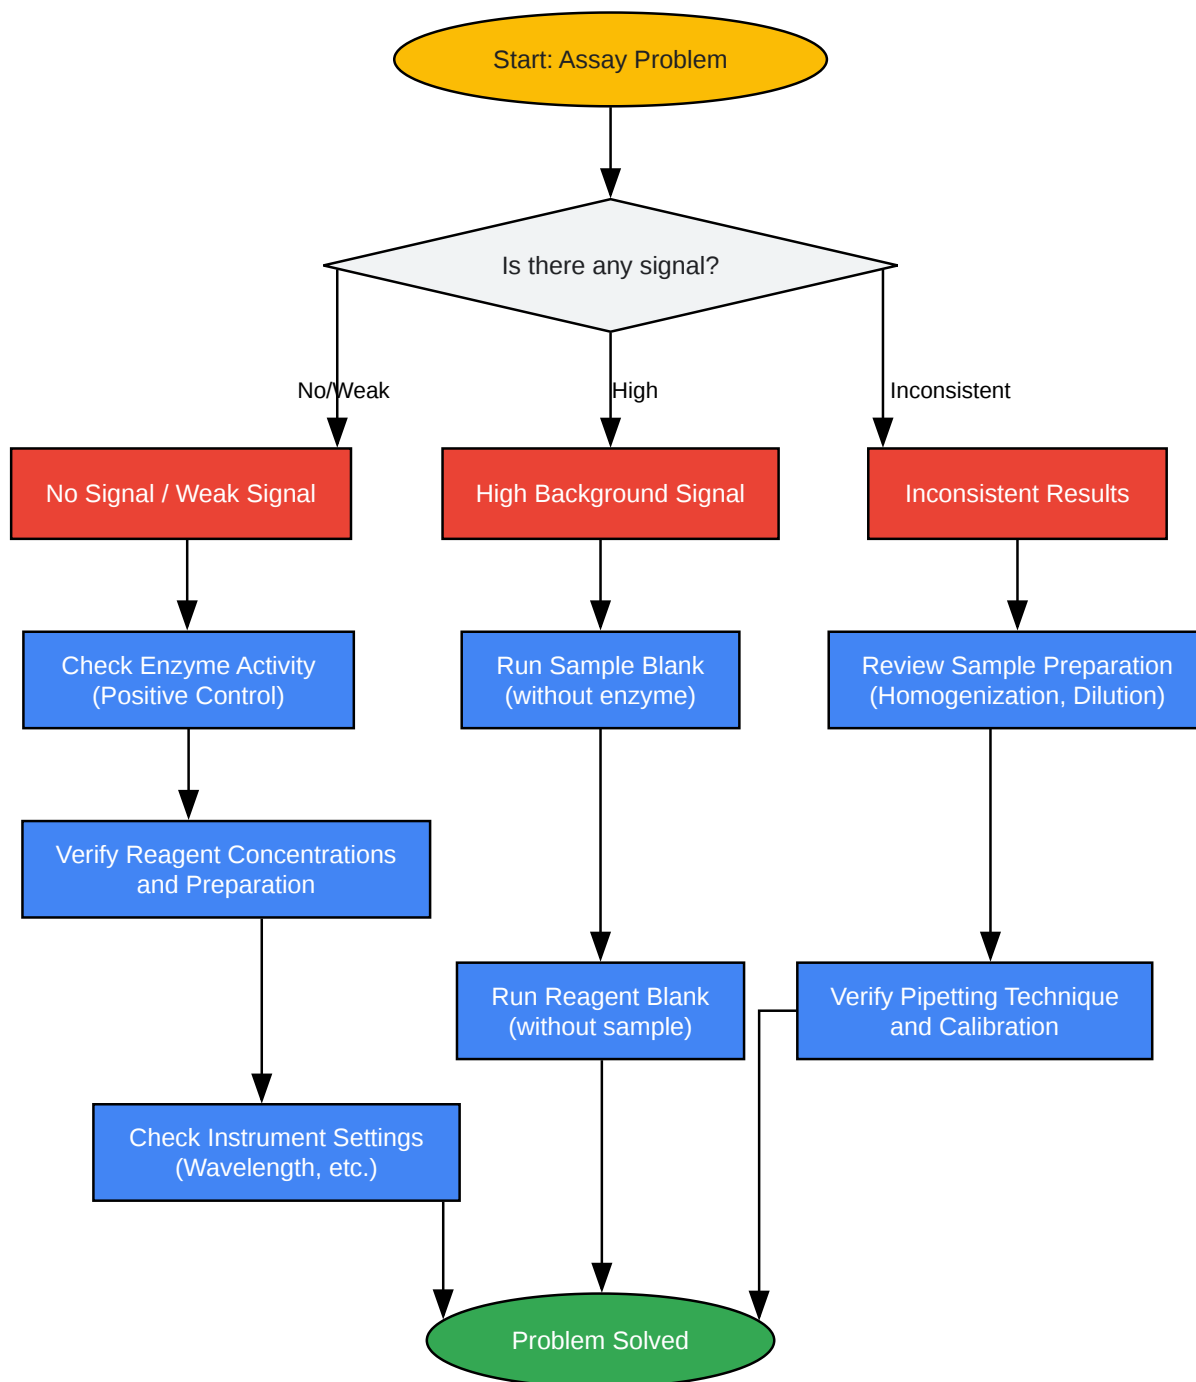 Start: Assay Problem
Is there any signal?
No/Weak
High
Inconsistent
No Signal / Weak Signal
High Background Signal
Inconsistent Results
Check Enzyme Activity
(Positive Control)
Run Sample Blank
(without enzyme)
Review Sample Preparation
(Homogenization, Dilution)
Verify Reagent Concentrations
and Preparation
Run Reagent Blank
(without sample)
Verify Pipetting Technique
and Calibration
Check Instrument Settings
(Wavelength, etc.)
Problem Solved